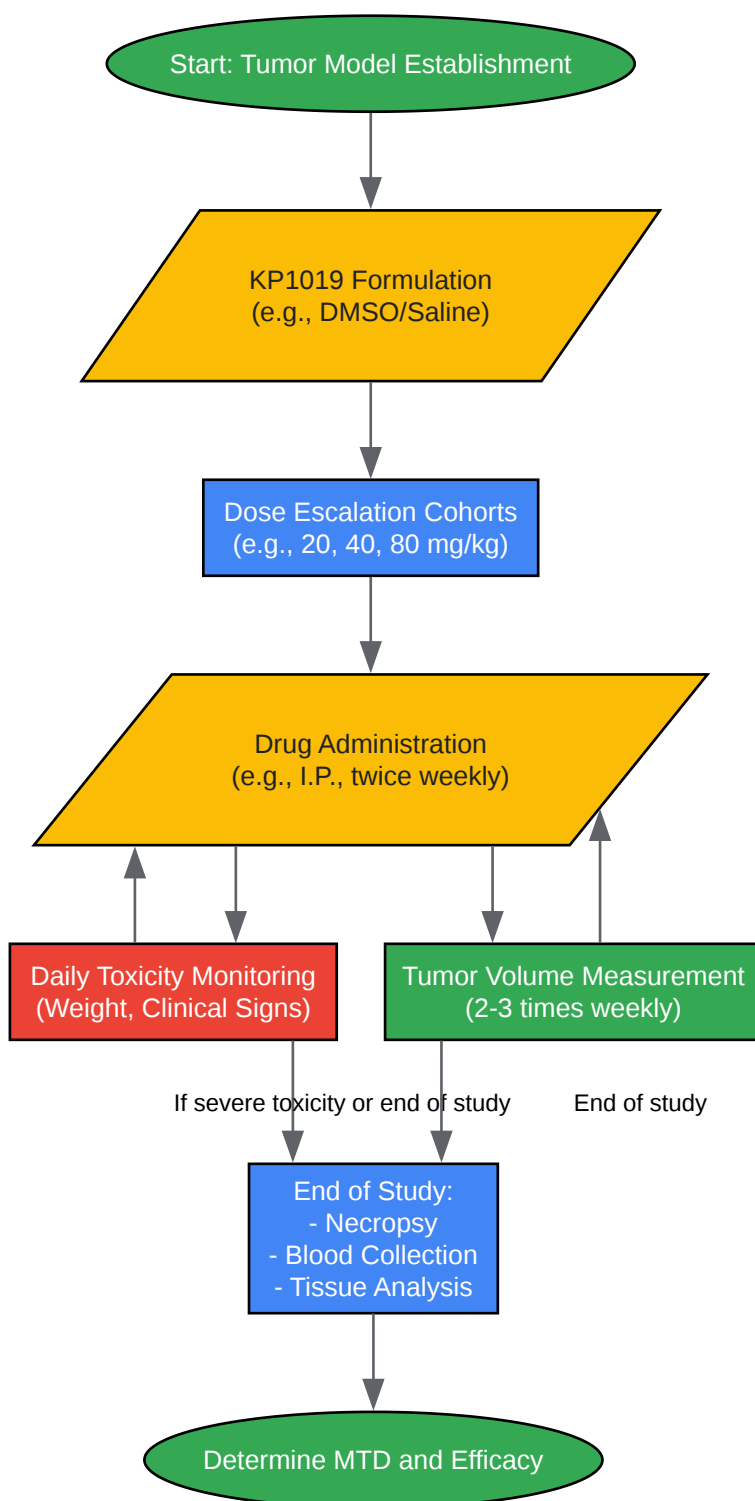 Start: Tumor Model Establishment
KP1019 Formulation
(e.g., DMSO/Saline)
Dose Escalation Cohorts
(e.g., 20, 40, 80 mg/kg)
Drug Administration
(e.g., I.P., twice weekly)
Daily Toxicity Monitoring
(Weight, Clinical Signs)
Tumor Volume Measurement
(2-3 times weekly)
If severe toxicity or end of study
End of study
End of Study:
- Necropsy
- Blood Collection
- Tissue Analysis
Determine MTD and Efficacy